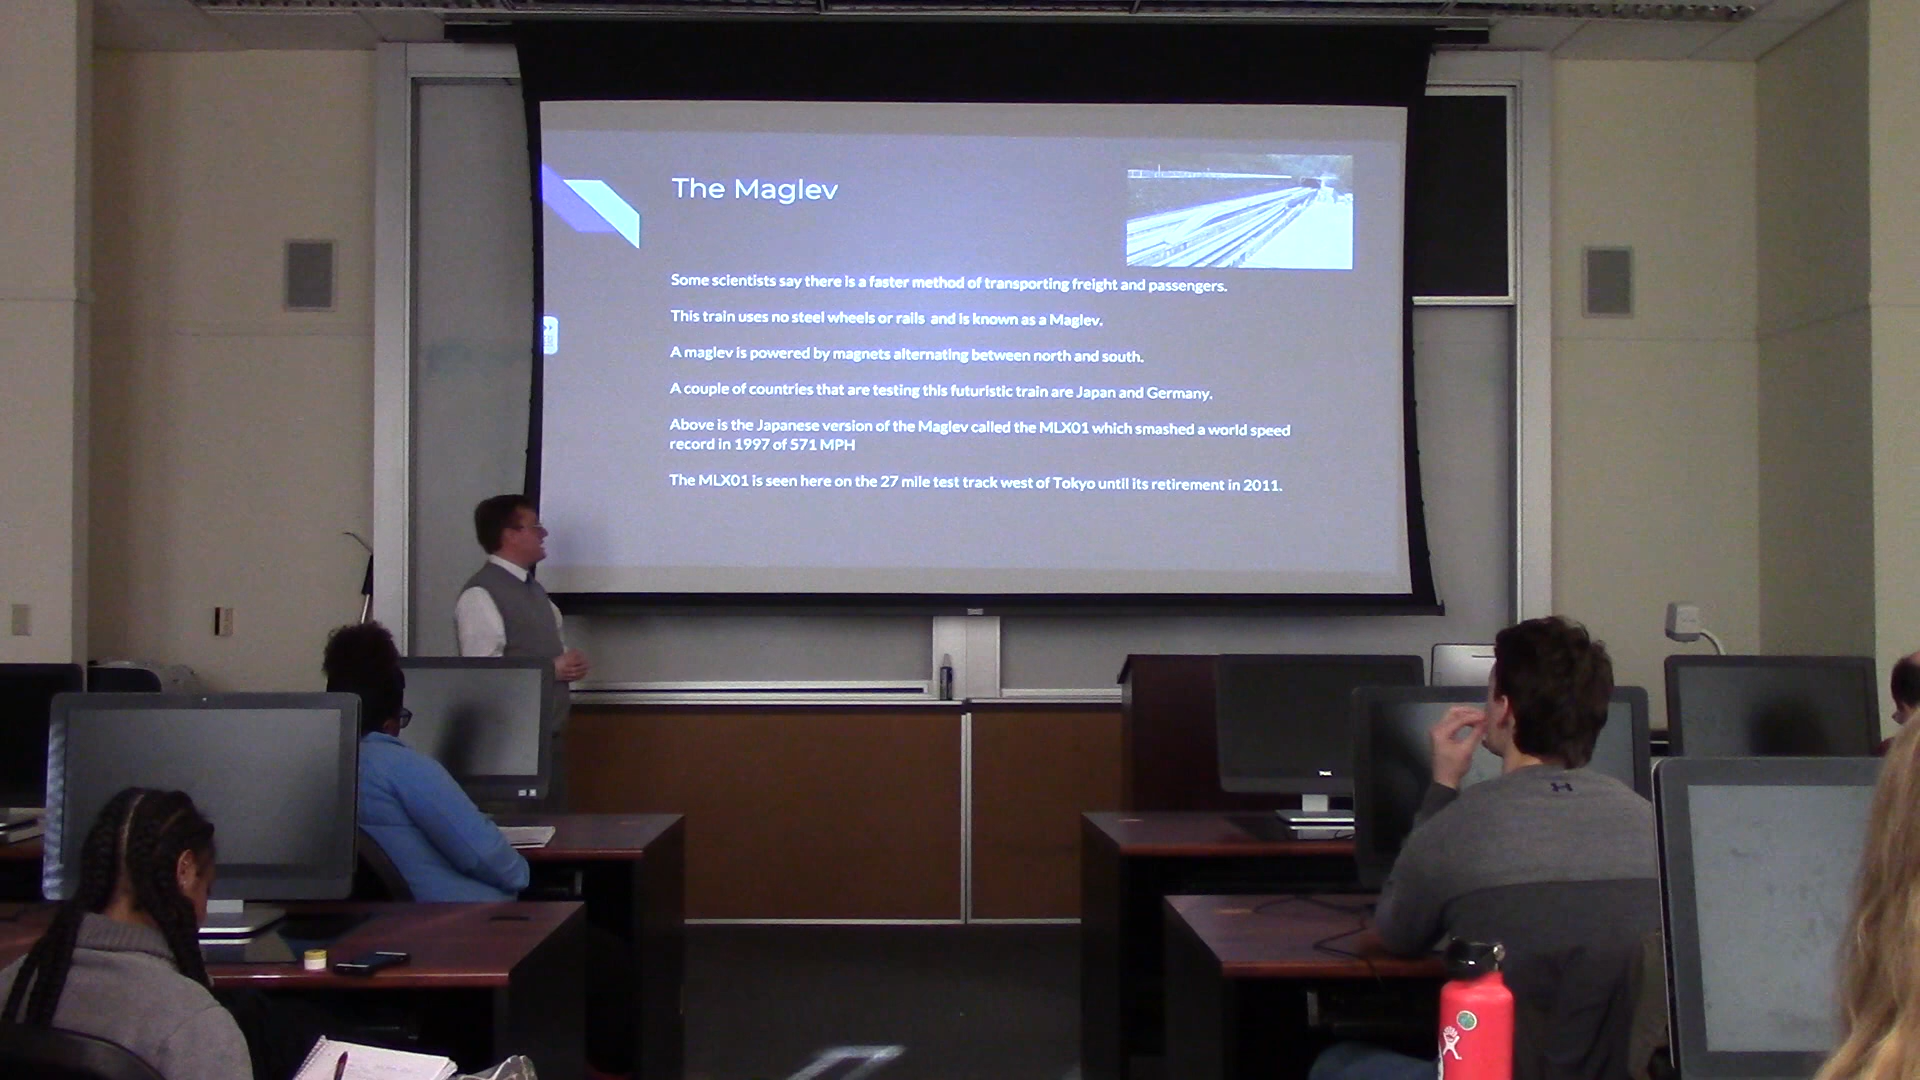 The Maglev
Some scientists say there is a faster method of transporting freight and passengers.
This train uses no steel wheels or rails and is known as a Maglev.
A maglev is powered by magnets alternating between north and south.
A couple of countries that are testing this futuristic train are Japan and Germany.
Above is the Japanese version of the Maglev called the MLX01 which smashed a world speed
record in 1997 of 571 MPH
The MLX01 is seen here on the 27 mile test track west of Tokyo until its retirement in 2011.
DELL